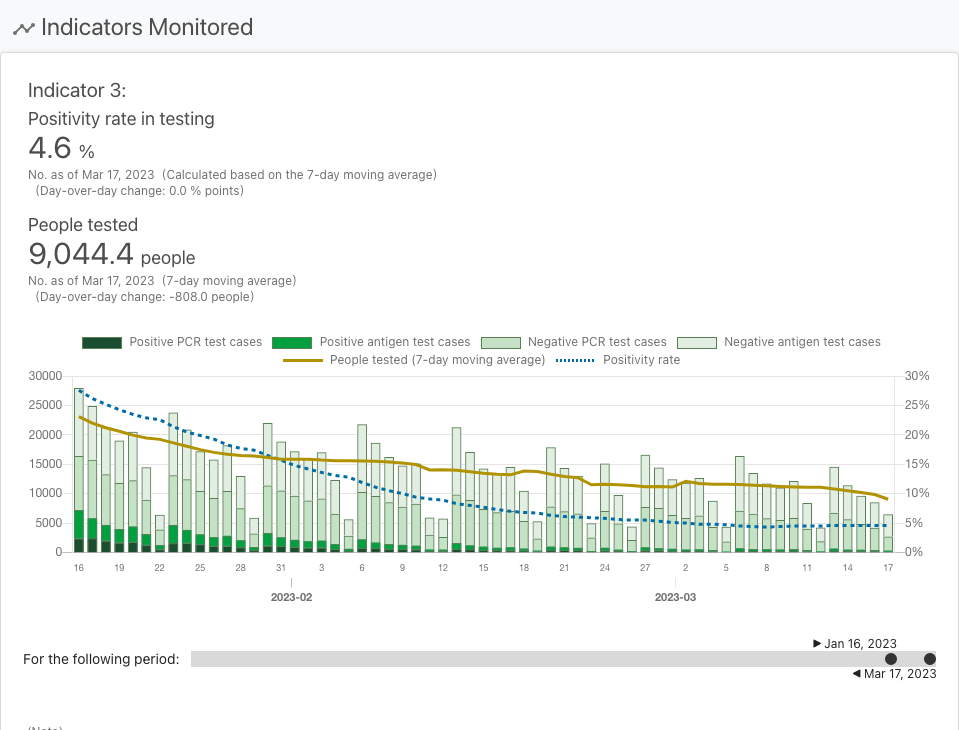 Indicators Monitored
Indicator 3:
Positivity rate in testing
4.6 %
No. as of Mar 17, 2023 (Calculated based on the 7-day moving average)
(Day-over-day change: 0.0 % points)
People tested
9,044.4 people
No. as of Mar 17, 2023 (7-day moving average)
(Day-over-day change: -808.0 people)
Positive PCR test cases Positive antigen test cases Negative PCR test cases Negative antigen test cases
People tested (7-day moving average) Positivity rate
30000 30%
25000 25%
20000 20%
15000 15%
10000 10%
5000 5%
0 0%
16 19 22 25 28 31 3 6 9 12 15 18 21 24 27 2 5 8 11 14 17
2023-02 2023-03
▶ Jan 16, 2023
For the following period:
◀ Mar 17, 2023
(Note)